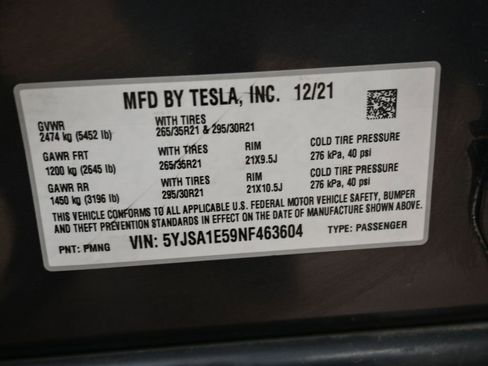 MFD BY TESLA, INC. 12/21
GVWR WITH TIRES
2474 kg (5452 lb) 265/35R21 & 295/30R21
GAWR FRT WITH TIRES RIM COLD TIRE PRESSURE
1200 kg (2645 lb) 265/35R21 21X9.5J 276 kPa, 40 psi
GAWR RR WITH TIRES RIM COLD TIRE PRESSURE
1450 kg (3196 lb) 295/30R21 21X10.5J 276 kPa, 40 psi
THIS VEHICLE CONFORMS TO ALL APPLICABLE U.S. FEDERAL MOTOR VEHICLE SAFETY, BUMPER
AND THEFT PREVENTION STANDARDS IN EFFECT ON THE DATE OF MANUFACTURE SHOWN ABOVE.
PNT: PMNG VIN: 5YJSA1E59NF463604 TYPE: PASSENGER